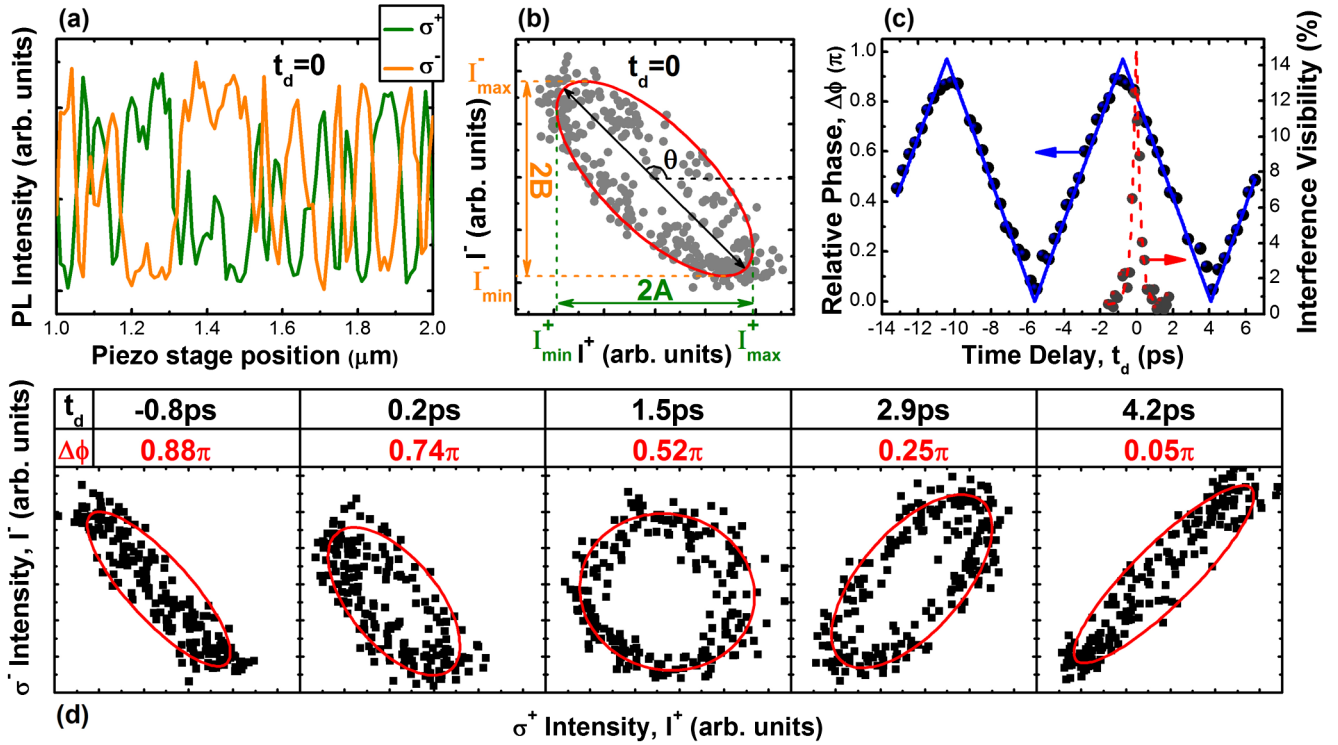 (a)
σ⁺
σ⁻
t_d=0
PL Intensity (arb. units)
1.0 1.2 1.4 1.6 1.8 2.0
Piezo stage position (μm)
(b)
t_d=0
I⁻max
I⁻min
I⁻ (arb. units)
2B
θ
2A
I⁺min I⁺ (arb. units) I⁺max
(c)
Relative Phase, Δϕ (π)
1.0
0.8
0.6
0.4
0.2
0.0
Interference Visibility (%)
14
12
10
8
6
4
2
0
-14 -12 -10 -8 -6 -4 -2 0 2 4 6
Time Delay, t_d (ps)
t_d -0.8ps 0.2ps 1.5ps 2.9ps 4.2ps
Δϕ 0.88π 0.74π 0.52π 0.25π 0.05π
σ⁻ Intensity, I⁻ (arb. units)
(d)
σ⁺ Intensity, I⁺ (arb. units)